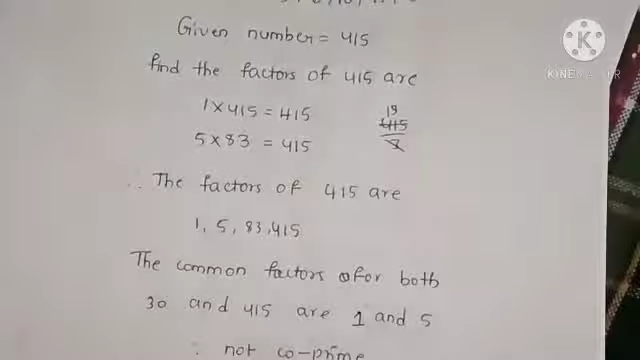 Given number = 415
find the factors of 415 are
1 x 415 = 415
5 x 83 = 415
∴ The factors of 415 are
1, 5, 83, 415
The common factors ofor both
30 and 415 are 1 and 5
∴ not co-prime
K
KINEMASTER